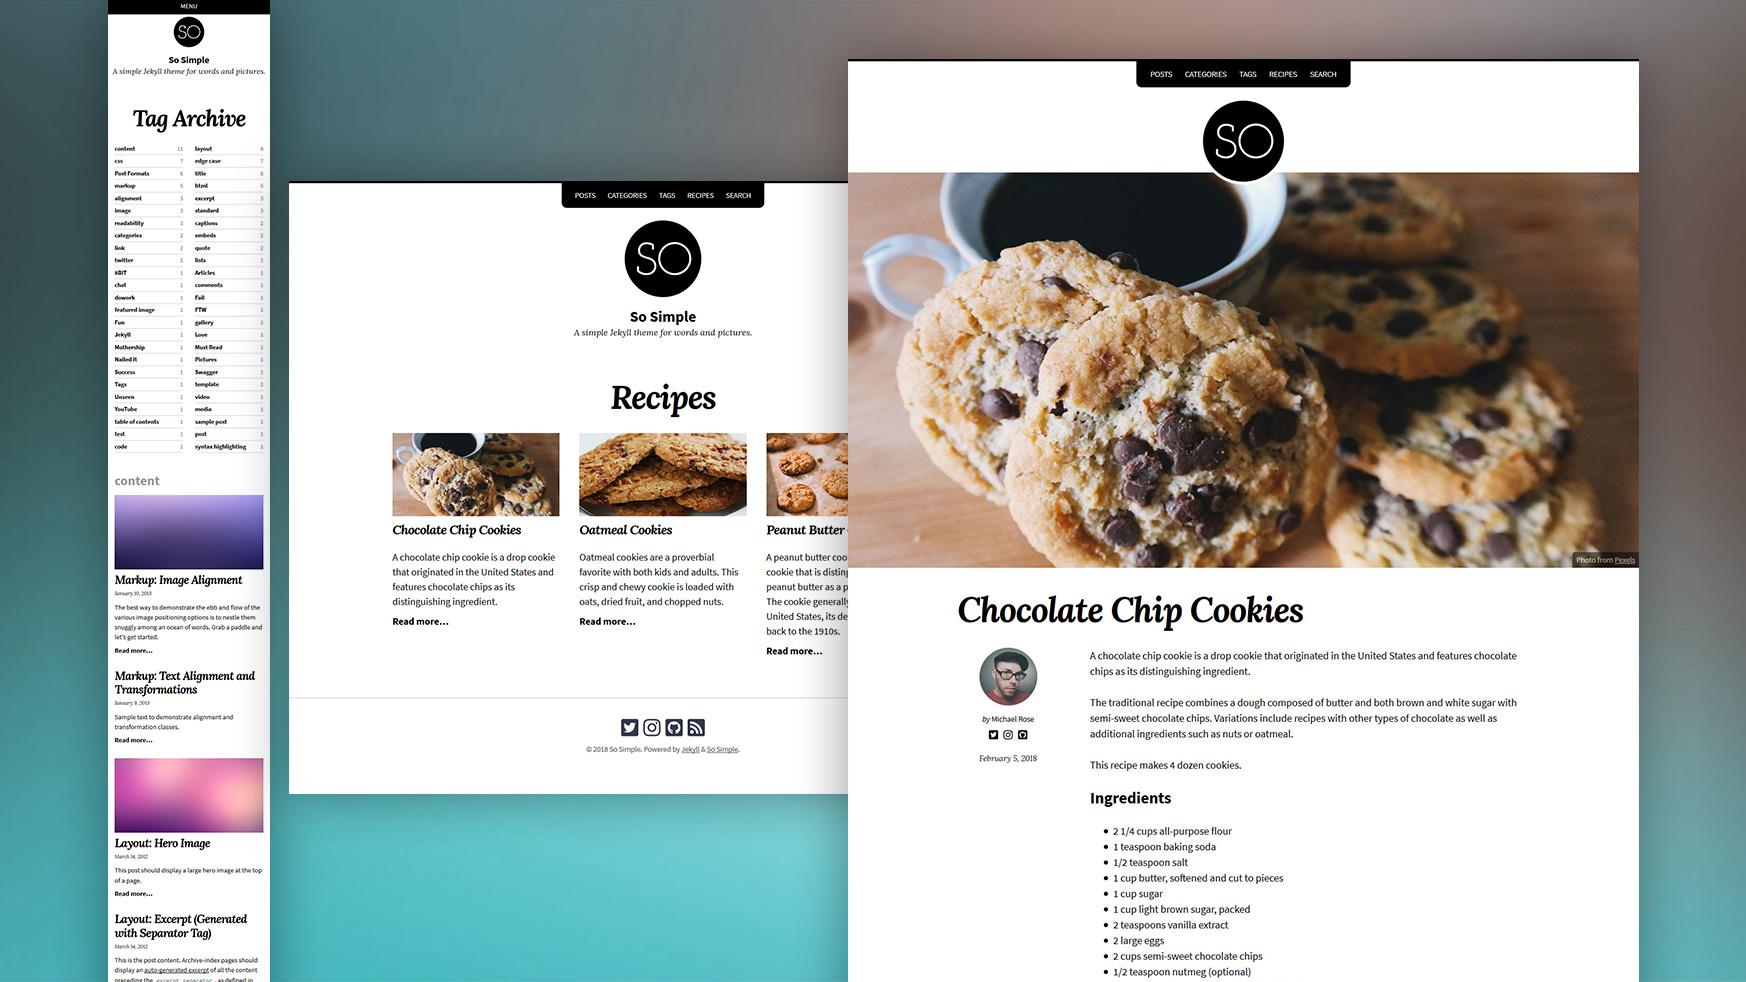 MENU
SO
So Simple
A simple Jekyll theme for words and pictures.
Tag Archive
content 11 layout 8
css 7 edge case 7
Post Formats 6 title 6
markup 5 html 5
alignment 3 excerpt 3
image 3 standard 3
readability 3 captions 2
categories 2 embeds 2
link 2 quote 2
twitter 2 lists 1
#BIT 1 Articles 1
chat 1 comments 1
dowork 1 Fail 1
featured image 1 FTW 1
Fun 1 gallery 1
Jekyll 1 Love 1
Mothership 1 Must Read 1
Nailed It 1 Pictures 1
Success 1 Swagger 1
Tags 1 template 1
Unseen 1 video 1
YouTube 1 media 1
table of contents 1 sample post 1
test 1 post 1
code 1 syntax highlighting 1
content
Markup: Image Alignment
January 10, 2013
The best way to demonstrate the ebb and flow of the
various image positioning options is to nestle them
snuggly among an ocean of words. Grab a paddle and
let's get started.
Read more...
Markup: Text Alignment and
Transformations
January 9, 2013
Sample text to demonstrate alignment and
transformation classes.
Read more...
Layout: Hero Image
March 14, 2012
This post should display a large hero image at the top
of a page.
Read more...
Layout: Excerpt (Generated
with Separator Tag)
March 14, 2012
This is the post content. Archive-index pages should
display an auto-generated excerpt of all the content
preceding the excerpt_separator, as defined in
POSTS CATEGORIES TAGS RECIPES SEARCH
SO
So Simple
A simple Jekyll theme for words and pictures.
Recipes
Chocolate Chip Cookies
A chocolate chip cookie is a drop cookie
that originated in the United States and
features chocolate chips as its
distinguishing ingredient.
Read more...
Oatmeal Cookies
Oatmeal cookies are a proverbial
favorite with both kids and adults. This
crisp and chewy cookie is loaded with
oats, dried fruit, and chopped nuts.
Read more...
Peanut Butter
A peanut butter coo
cookie that is disting
peanut butter as a p
The cookie generally
United States, its de
back to the 1910s.
Read more...
© 2018 So Simple. Powered by Jekyll & So Simple.
POSTS CATEGORIES TAGS RECIPES SEARCH
SO
Photo from Pexels
Chocolate Chip Cookies
by Michael Rose
February 5, 2018
A chocolate chip cookie is a drop cookie that originated in the United States and features chocolate
chips as its distinguishing ingredient.
The traditional recipe combines a dough composed of butter and both brown and white sugar with
semi-sweet chocolate chips. Variations include recipes with other types of chocolate as well as
additional ingredients such as nuts or oatmeal.
This recipe makes 4 dozen cookies.
Ingredients
• 2 1/4 cups all-purpose flour
• 1 teaspoon baking soda
• 1/2 teaspoon salt
• 1 cup butter, softened and cut to pieces
• 1 cup sugar
• 1 cup light brown sugar, packed
• 2 teaspoons vanilla extract
• 2 large eggs
• 2 cups semi-sweet chocolate chips
• 1/2 teaspoon nutmeg (optional)